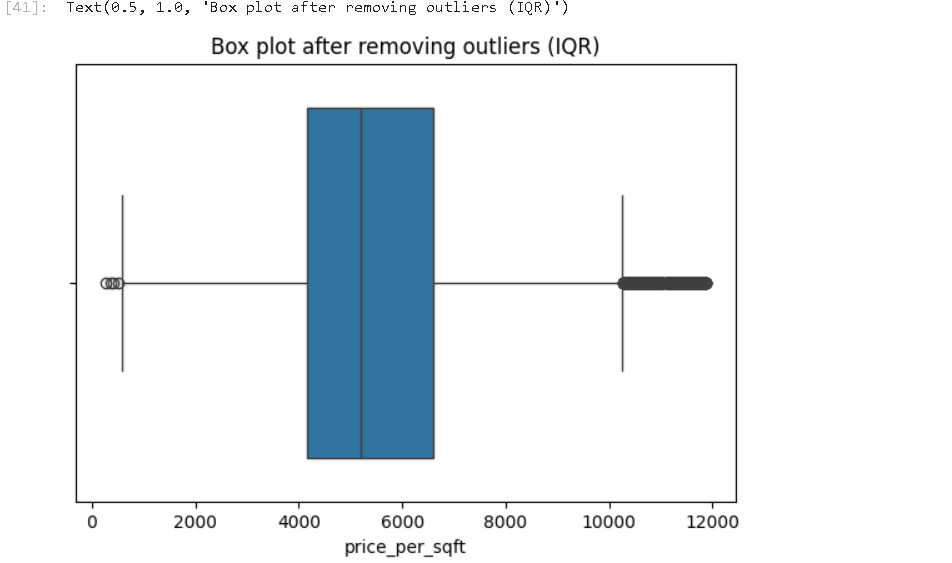 [41]: Text(0.5, 1.0, 'Box plot after removing outliers (IQR)')
Box plot after removing outliers (IQR)
0 2000 4000 6000 8000 10000 12000
price_per_sqft